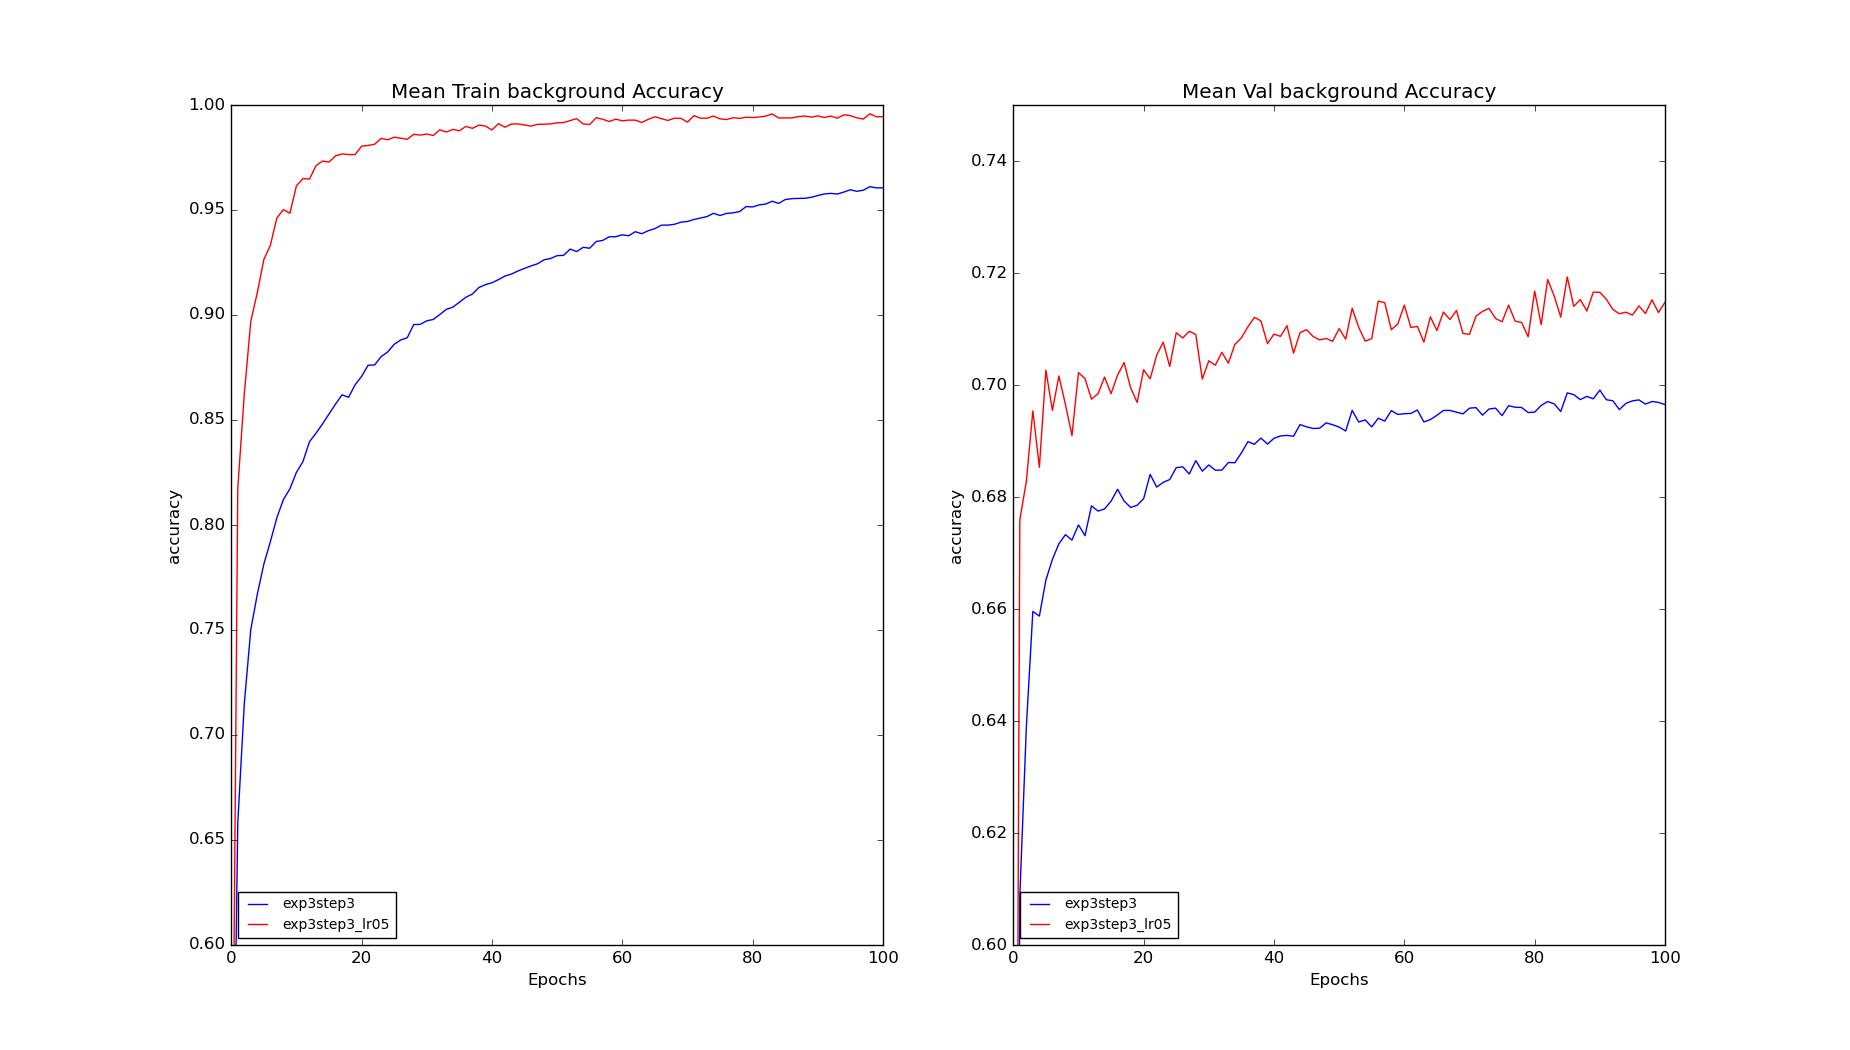 Mean Train background Accuracy
1.00
0.95
0.90
0.85
0.80
0.75
0.70
0.65
0.60
accuracy
exp3step3
exp3step3_lr05
0 20 40 60 80 100
Epochs
Mean Val background Accuracy
0.74
0.72
0.70
0.68
0.66
0.64
0.62
0.60
accuracy
exp3step3
exp3step3_lr05
0 20 40 60 80 100
Epochs